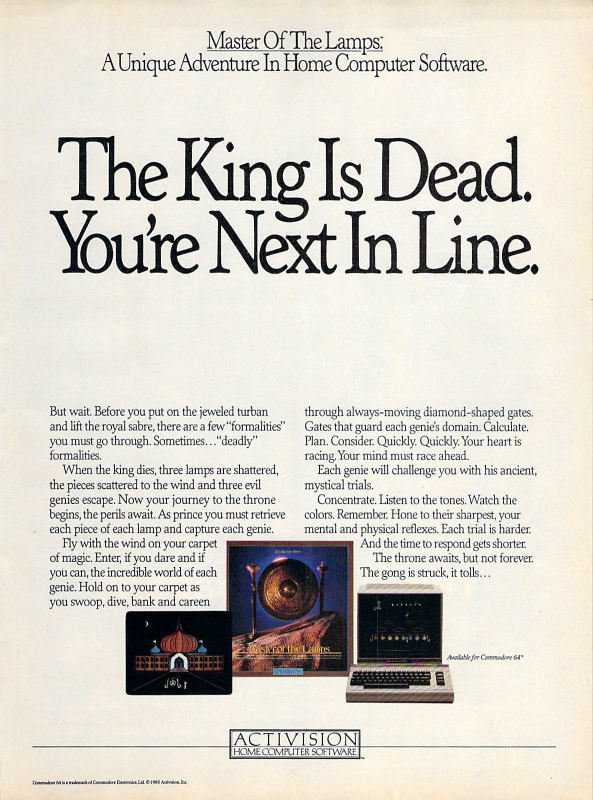 Master Of The Lamps:™
A Unique Adventure In Home Computer Software.
The King Is Dead.
You're Next In Line.
But wait. Before you put on the jeweled turban
and lift the royal sabre, there are a few "formalities"
you must go through. Sometimes..."deadly"
formalities.
When the king dies, three lamps are shattered,
the pieces scattered to the wind and three evil
genies escape. Now your journey to the throne
begins, the perils await. As prince you must retrieve
each piece of each lamp and capture each genie.
Fly with the wind on your carpet
of magic. Enter, if you dare and if
you can, the incredible world of each
genie. Hold on to your carpet as
you swoop, dive, bank and careen
through always-moving diamond-shaped gates.
Gates that guard each genie's domain. Calculate.
Plan. Consider. Quickly. Quickly. Your heart is
racing. Your mind must race ahead.
Each genie will challenge you with his ancient,
mystical trials.
Concentrate. Listen to the tones. Watch the
colors. Remember. Hone to their sharpest, your
mental and physical reflexes. Each trial is harder.
And the time to respond gets shorter.
The throne awaits, but not forever.
The gong is struck, it tolls...
Master of the Lamps
Available for Commodore 64*
ACTIVISION
HOME COMPUTER SOFTWARE
Commodore 64 is a trademark of Commodore Electronics, Ltd. © 1985 Activision, Inc.